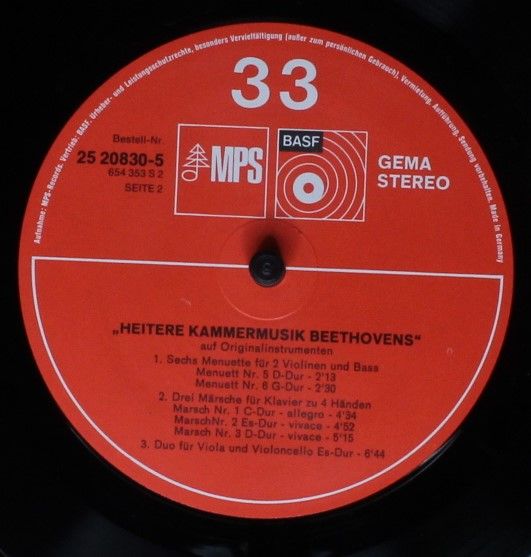 Aufnahme: MPS-Records. Vertrieb: BASF. Urheber- und Leistungsschutzrechte, besonders Vervielfältigung (außer zum persönlichen Gebrauch), Vermietung, Aufführung, Sendung vorbehalten. Made in Germany
33
Bestell-Nr.
25 20830-5
654 353 S 2
SEITE 2
MPS
BASF
GEMA
STEREO
„HEITERE KAMMERMUSIK BEETHOVENS“
auf Originalinstrumenten
1. Sechs Menuette für 2 Violinen und Bass
Menuett Nr. 5 D-Dur - 2'13
Menuett Nr. 6 G-Dur - 2'30
2. Drei Märsche für Klavier zu 4 Händen
Marsch Nr. 1 C-Dur - allegro - 4'34
MarschNr. 2 Es-Dur - vivace - 4'52
Marsch Nr. 3 D-Dur - vivace - 5'15
3. Duo für Viola und Violoncello Es-Dur - 6'44